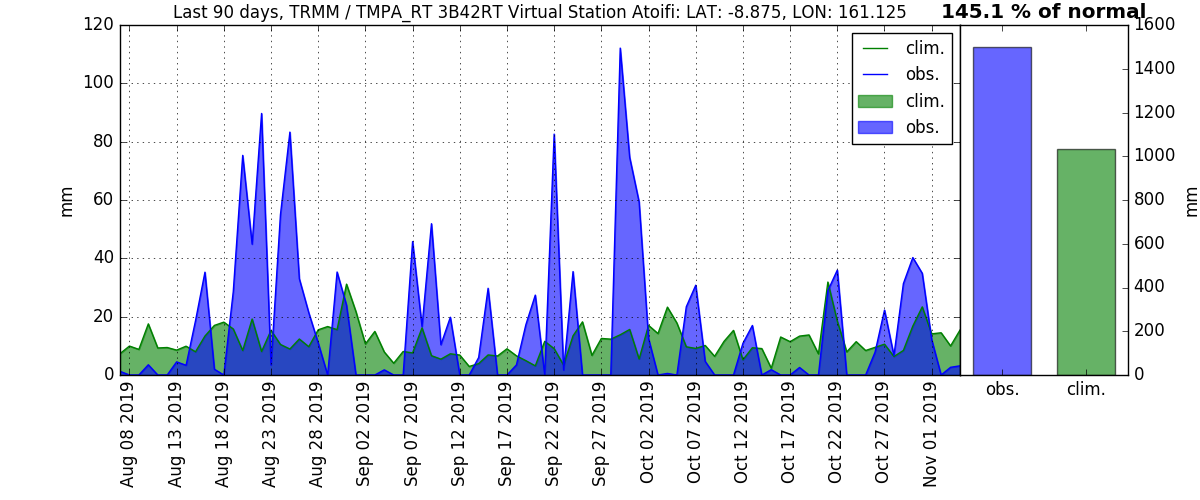 Last 90 days, TRMM / TMPA_RT 3B42RT Virtual Station Atoifi: LAT: -8.875, LON: 161.125
145.1 % of normal
120
100
80
60
40
20
0
mm
clim.
obs.
clim.
obs.
1600
1400
1200
1000
800
600
400
200
0
mm
Aug 08 2019
Aug 13 2019
Aug 18 2019
Aug 23 2019
Aug 28 2019
Sep 02 2019
Sep 07 2019
Sep 12 2019
Sep 17 2019
Sep 22 2019
Sep 27 2019
Oct 02 2019
Oct 07 2019
Oct 12 2019
Oct 17 2019
Oct 22 2019
Oct 27 2019
Nov 01 2019
obs.
clim.